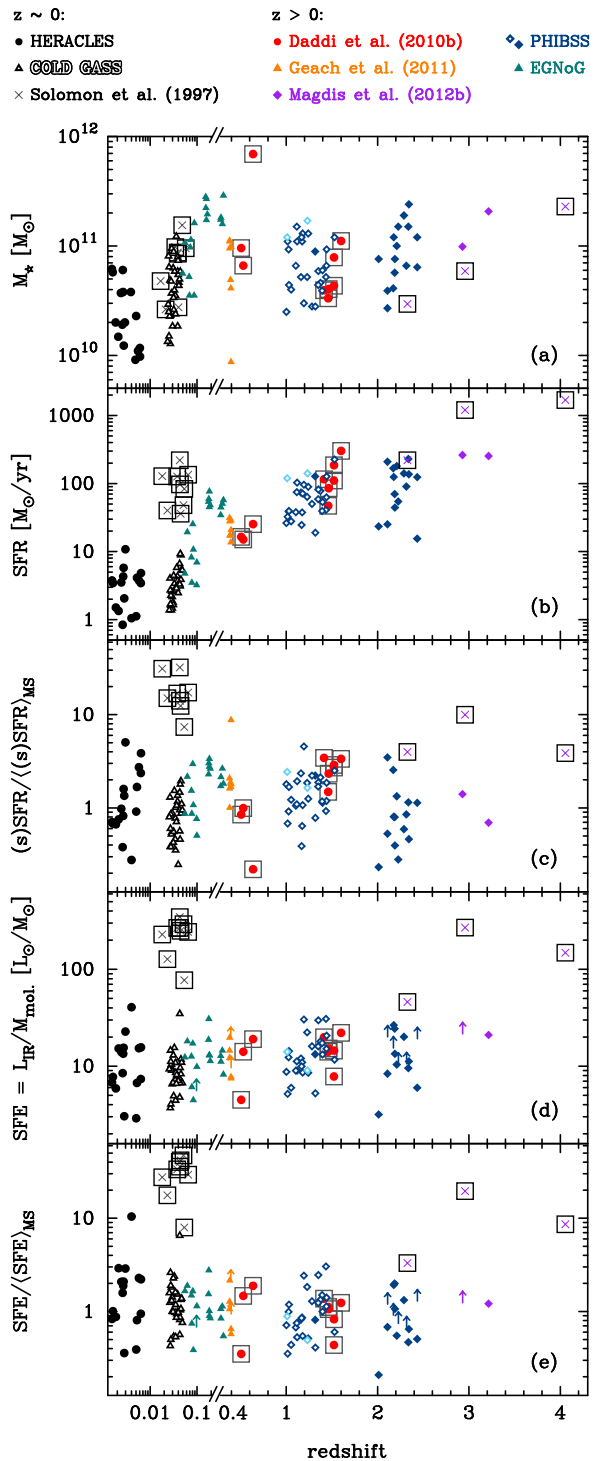 z ~ 0:
z > 0:
HERACLES
Daddi et al. (2010b)
PHIBSS
COLD GASS
Geach et al. (2011)
EGNoG
Solomon et al. (1997)
Magdis et al. (2012b)
10¹²
10¹¹
10¹⁰
M⋆ [M⊙]
(a)
1000
100
10
1
SFR [M⊙/yr]
(b)
10
1
(s)SFR/⟨(s)SFR⟩MS
(c)
100
10
SFE = LIR/Mmol. [L⊙/M⊙]
(d)
10
1
SFE/⟨SFE⟩MS
(e)
0.01 0.1 0.4 1 2 3 4
redshift